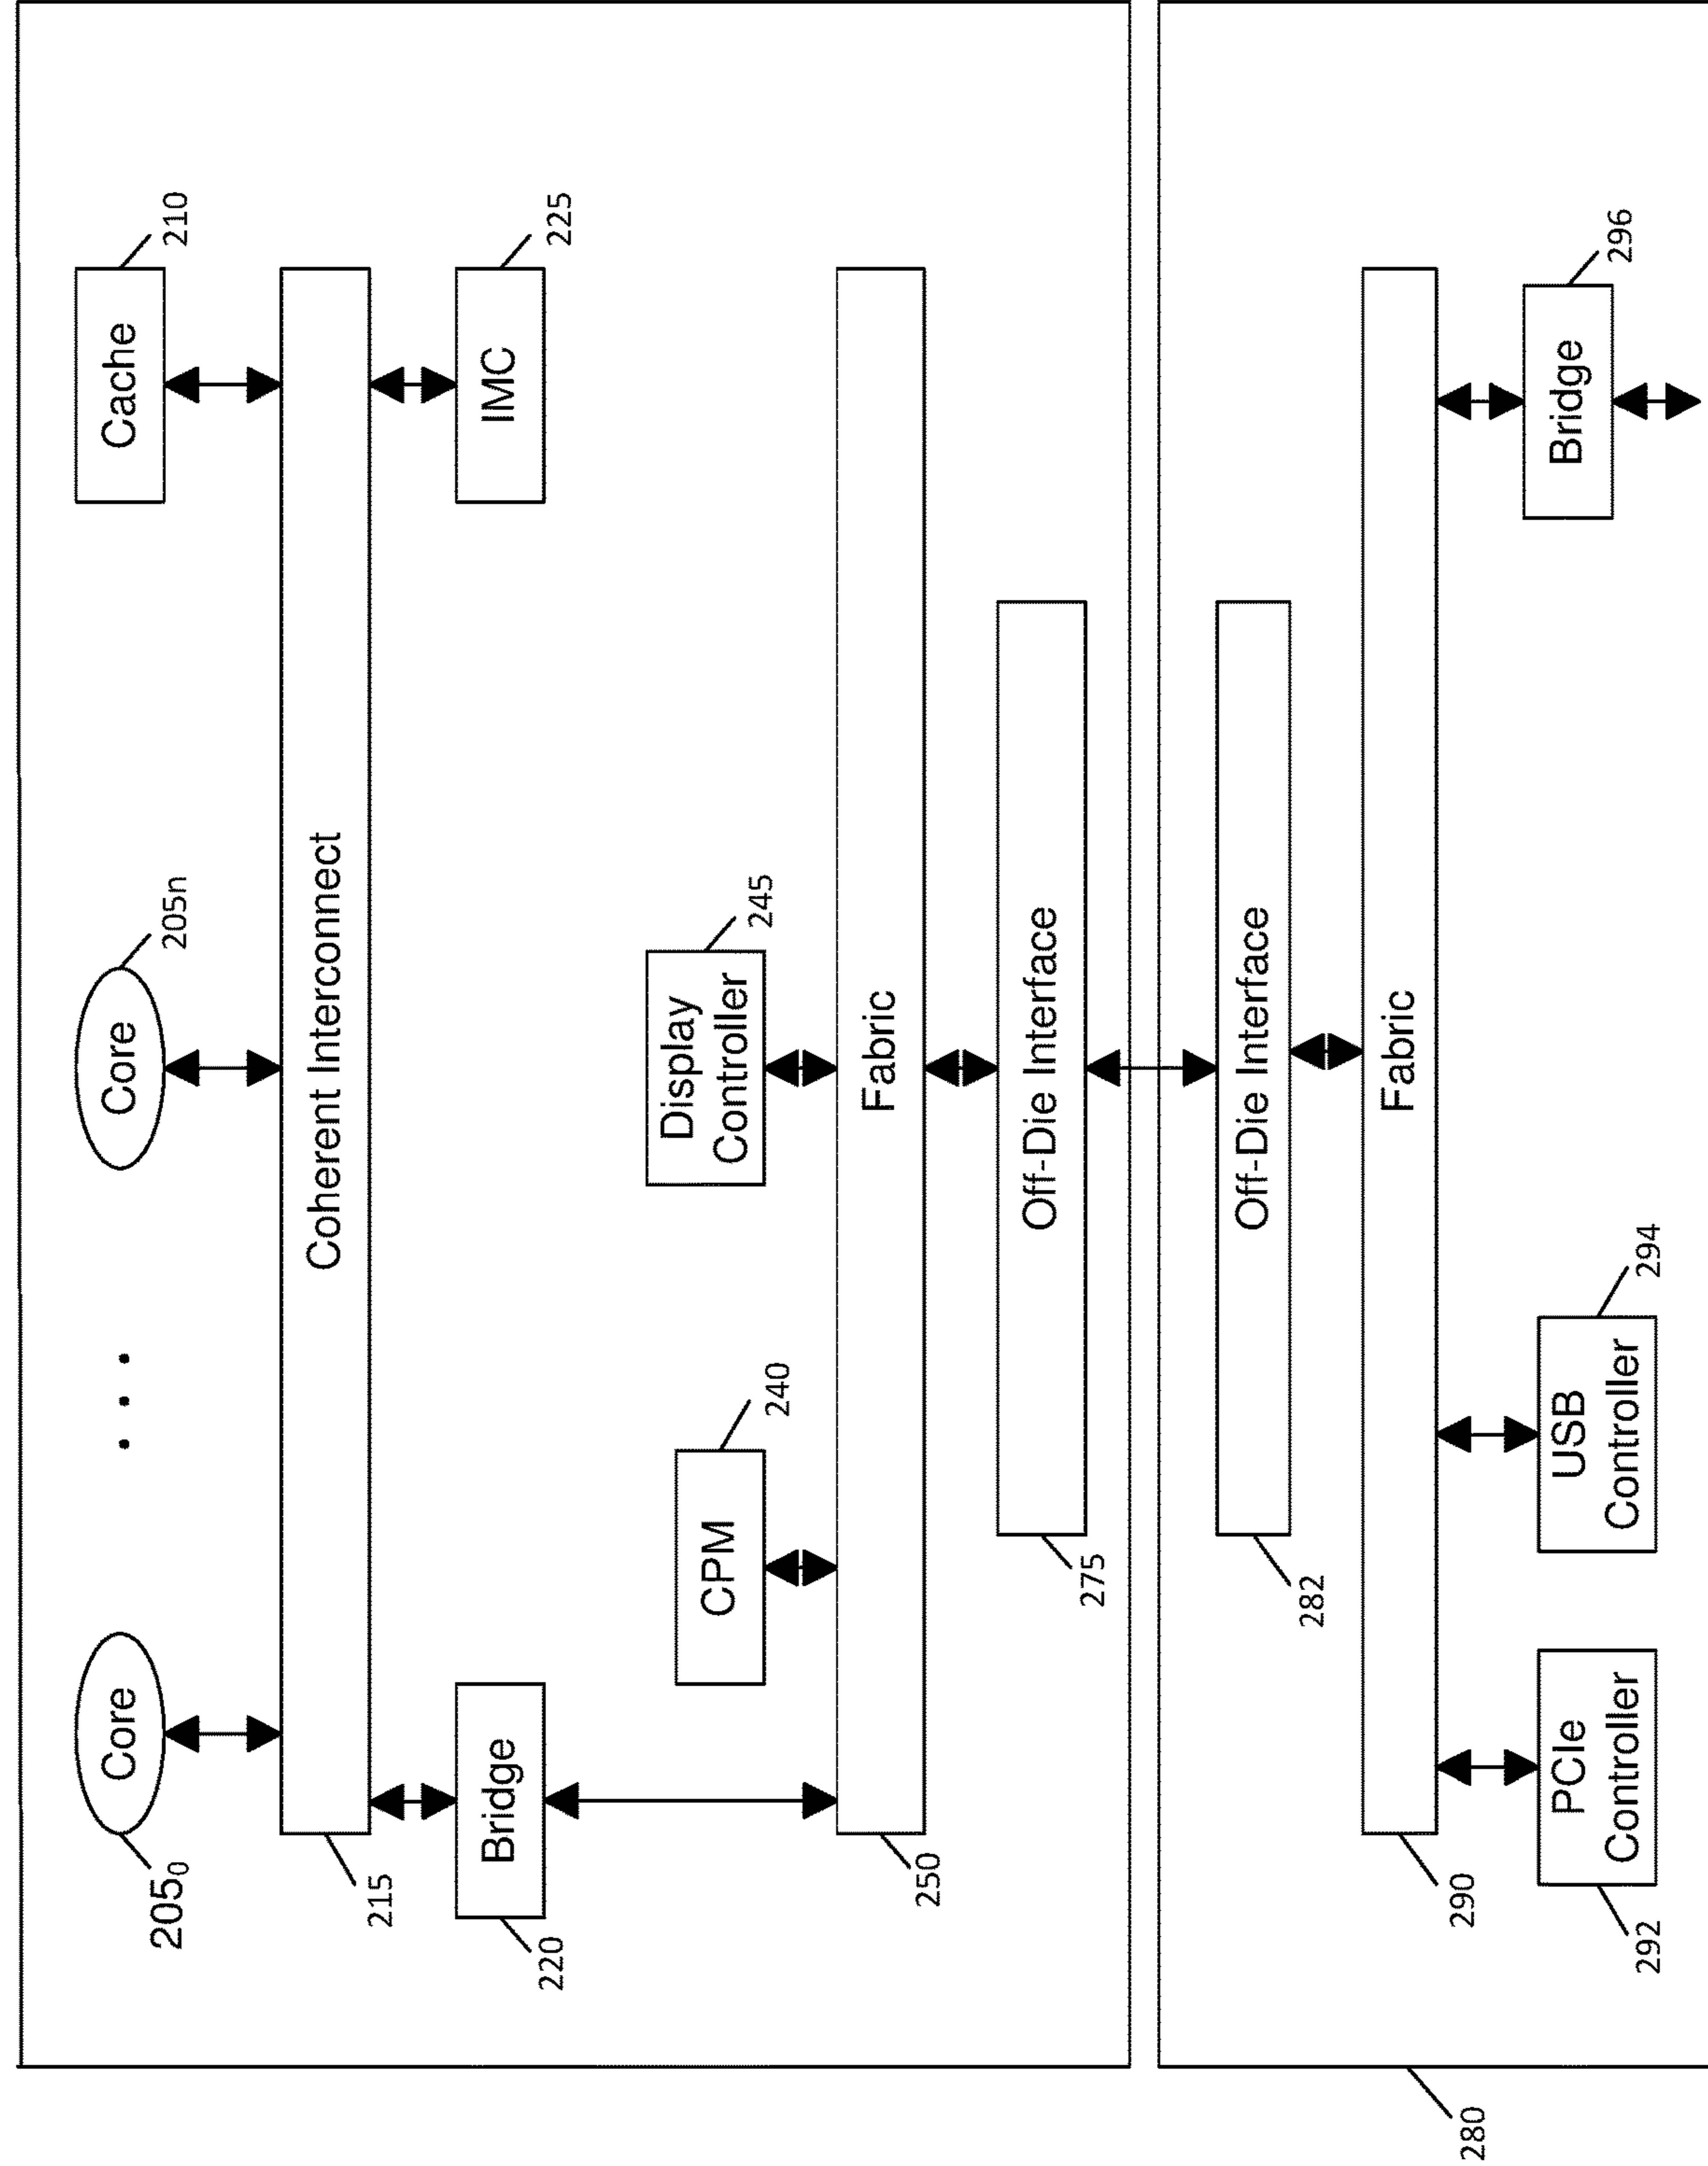 Core
205₀
. . .
Core
205n
Cache
210
Coherent Interconnect
215
Bridge
220
IMC
225
CPM
240
Display
Controller
245
Fabric
250
Off-Die Interface
275
Off-Die Interface
282
Fabric
290
PCIe
Controller
292
USB
Controller
294
Bridge
296
280